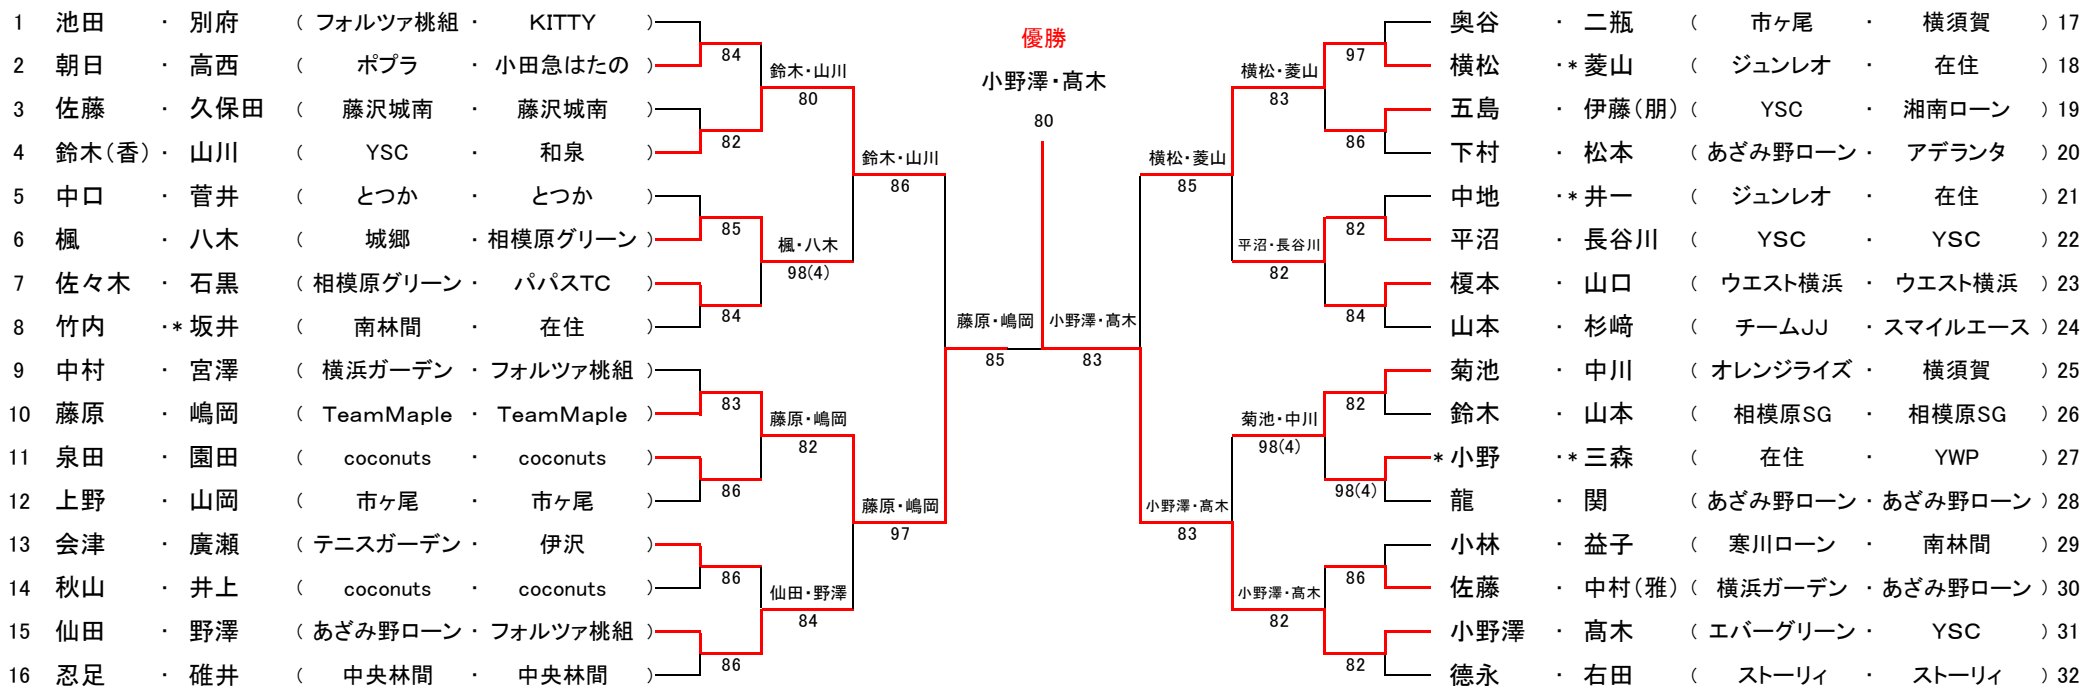 1 池田 ・ 別府 ( フォルツァ桃組 ・ KITTY )
2 朝日 ・ 高西 ( ポプラ ・ 小田急はたの )
3 佐藤 ・ 久保田 ( 藤沢城南 ・ 藤沢城南 )
4 鈴木(香) ・ 山川 ( YSC ・ 和泉 )
5 中口 ・ 菅井 ( とつか ・ とつか )
6 楓 ・ 八木 ( 城郷 ・ 相模原グリーン )
7 佐々木 ・ 石黒 ( 相模原グリーン ・ パパスTC )
8 竹内 ・* 坂井 ( 南林間 ・ 在住 )
9 中村 ・ 宮澤 ( 横浜ガーデン ・ フォルツァ桃組 )
10 藤原 ・ 嶋岡 ( TeamMaple ・ TeamMaple )
11 泉田 ・ 園田 ( coconuts ・ coconuts )
12 上野 ・ 山岡 ( 市ヶ尾 ・ 市ヶ尾 )
13 会津 ・ 廣瀬 ( テニスガーデン ・ 伊沢 )
14 秋山 ・ 井上 ( coconuts ・ coconuts )
15 仙田 ・ 野澤 ( あざみ野ローン ・ フォルツァ桃組 )
16 忍足 ・ 碓井 ( 中央林間 ・ 中央林間 )
84
82
85
84
83
86
86
86
鈴木・山川
80
楓・八木
98(4)
藤原・嶋岡
82
仙田・野澤
84
鈴木・山川
86
藤原・嶋岡
97
藤原・嶋岡
85
優勝
小野澤・髙木
80
小野澤・髙木
83
横松・菱山
85
小野澤・髙木
83
横松・菱山
83
平沼・長谷川
82
菊池・中川
98(4)
小野澤・髙木
82
97
86
82
84
82
98(4)
86
82
奥谷 ・ 二瓶 ( 市ヶ尾 ・ 横須賀 ) 17
横松 ・* 菱山 ( ジュンレオ ・ 在住 ) 18
五島 ・ 伊藤(朋) ( YSC ・ 湘南ローン ) 19
下村 ・ 松本 ( あざみ野ローン ・ アデランタ ) 20
中地 ・* 井一 ( ジュンレオ ・ 在住 ) 21
平沼 ・ 長谷川 ( YSC ・ YSC ) 22
榎本 ・ 山口 ( ウエスト横浜 ・ ウエスト横浜 ) 23
山本 ・ 杉﨑 ( チームJJ ・ スマイルエース ) 24
菊池 ・ 中川 ( オレンジライズ ・ 横須賀 ) 25
鈴木 ・ 山本 ( 相模原SG ・ 相模原SG ) 26
* 小野 ・* 三森 ( 在住 ・ YWP ) 27
龍 ・ 関 ( あざみ野ローン ・ あざみ野ローン ) 28
小林 ・ 益子 ( 寒川ローン ・ 南林間 ) 29
佐藤 ・ 中村(雅) ( 横浜ガーデン ・ あざみ野ローン ) 30
小野澤 ・ 髙木 ( エバーグリーン ・ YSC ) 31
德永 ・ 右田 ( ストーリィ ・ ストーリィ ) 32